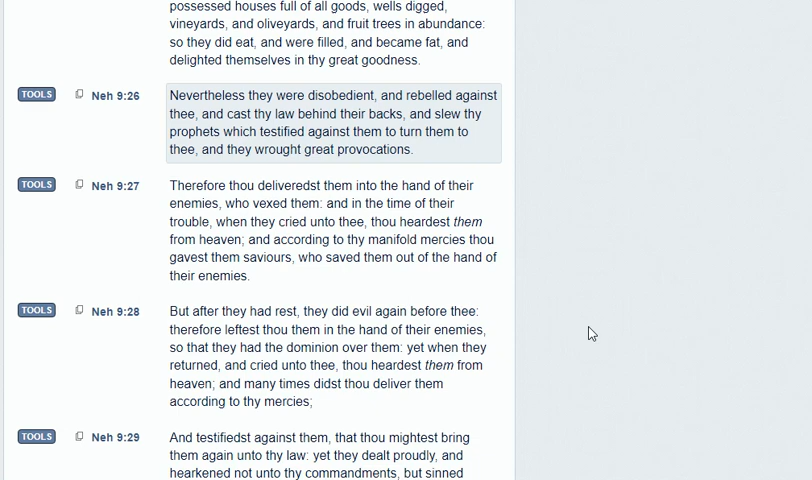 possessed houses full of all goods, wells digged,
vineyards, and oliveyards, and fruit trees in abundance:
so they did eat, and were filled, and became fat, and
delighted themselves in thy great goodness.
TOOLS Neh 9:26 Nevertheless they were disobedient, and rebelled against
thee, and cast thy law behind their backs, and slew thy
prophets which testified against them to turn them to
thee, and they wrought great provocations.
TOOLS Neh 9:27 Therefore thou deliveredst them into the hand of their
enemies, who vexed them: and in the time of their
trouble, when they cried unto thee, thou heardest them
from heaven; and according to thy manifold mercies thou
gavest them saviours, who saved them out of the hand of
their enemies.
TOOLS Neh 9:28 But after they had rest, they did evil again before thee:
therefore leftest thou them in the hand of their enemies,
so that they had the dominion over them: yet when they
returned, and cried unto thee, thou heardest them from
heaven; and many times didst thou deliver them
according to thy mercies;
TOOLS Neh 9:29 And testifiedst against them, that thou mightest bring
them again unto thy law: yet they dealt proudly, and
hearkened not unto thy commandments, but sinned